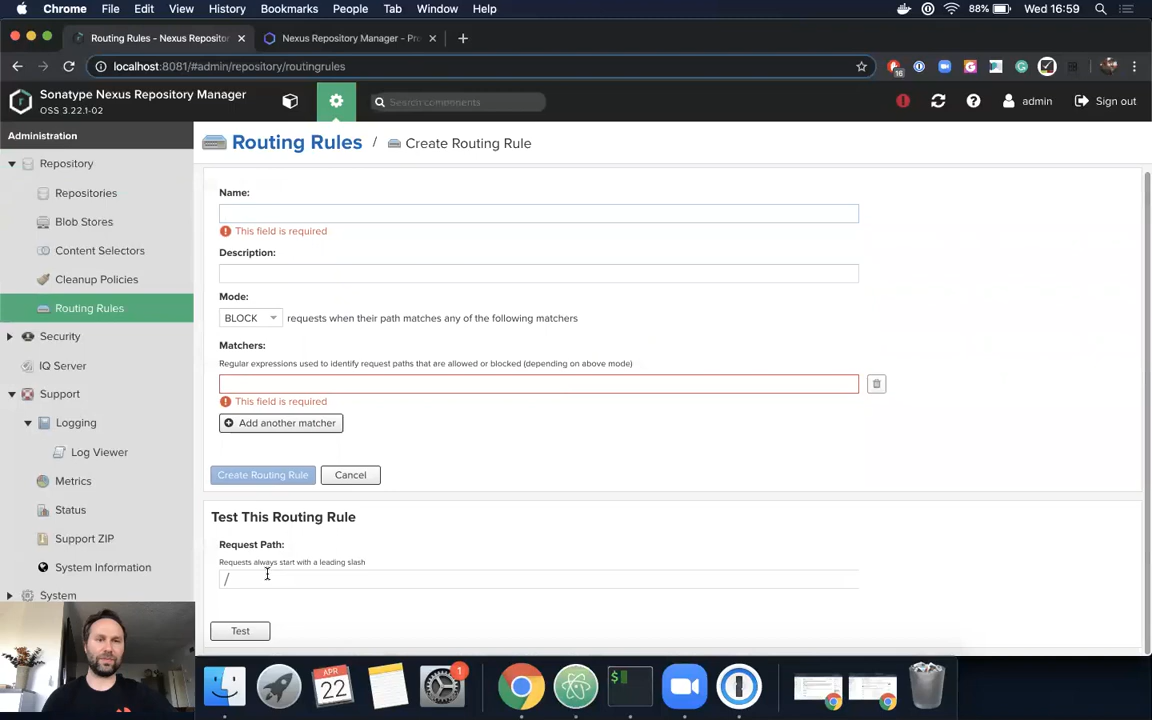 Chrome File Edit View History Bookmarks People Tab Window Help 88% Wed 16:59
Routing Rules - Nexus Repositor Nexus Repository Manager - Pro
localhost:8081/#admin/repository/routingrules 16
Sonatype Nexus Repository Manager
OSS 3.22.1-02
Search components
admin Sign out
Administration
Repository
Repositories
Blob Stores
Content Selectors
Cleanup Policies
Routing Rules
Security
IQ Server
Support
Logging
Log Viewer
Metrics
Status
Support ZIP
System Information
System
Routing Rules / Create Routing Rule
Name:
This field is required
Description:
Mode:
BLOCK requests when their path matches any of the following matchers
Matchers:
Regular expressions used to identify request paths that are allowed or blocked (depending on above mode)
This field is required
Add another matcher
Create Routing Rule Cancel
Test This Routing Rule
Request Path:
Requests always start with a leading slash
/
Test
APR
22
1
$